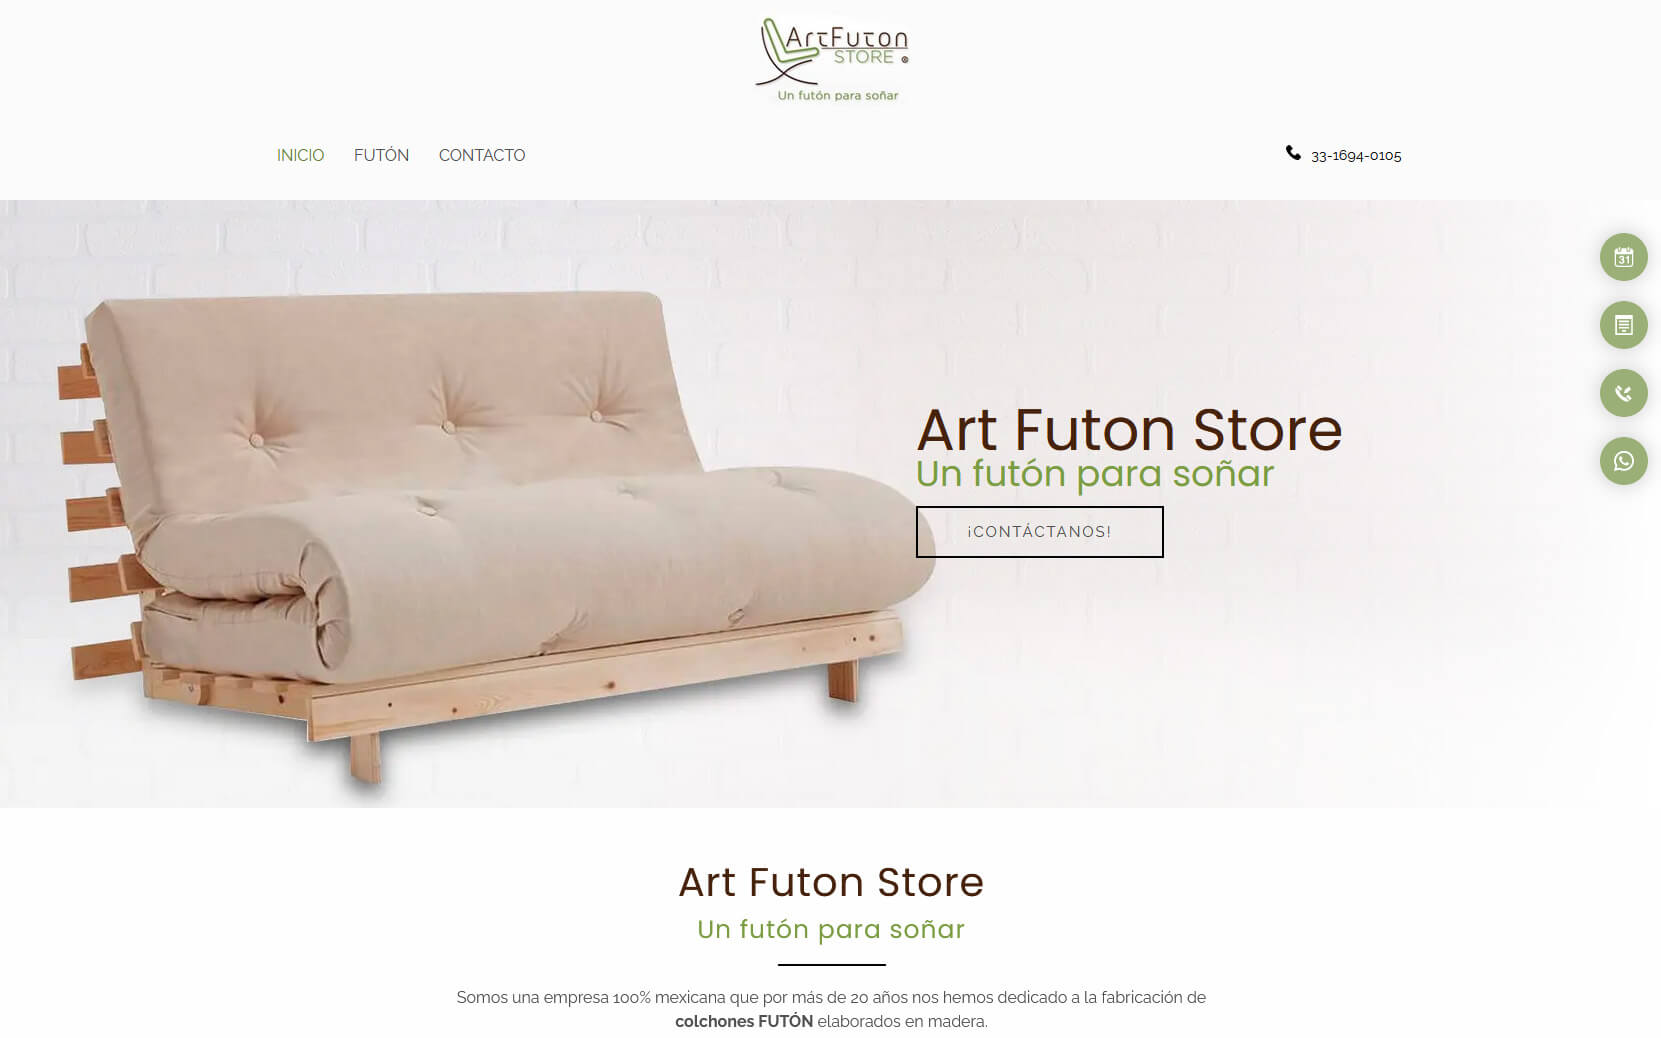 ArtFuton
STORE ®
Un futón para soñar
INICIO FUTÓN CONTACTO
33-1694-0105
31
Art Futon Store
Un futón para soñar
¡CONTÁCTANOS!
Art Futon Store
Un futón para soñar
Somos una empresa 100% mexicana que por más de 20 años nos hemos dedicado a la fabricación de
colchones FUTÓN elaborados en madera.